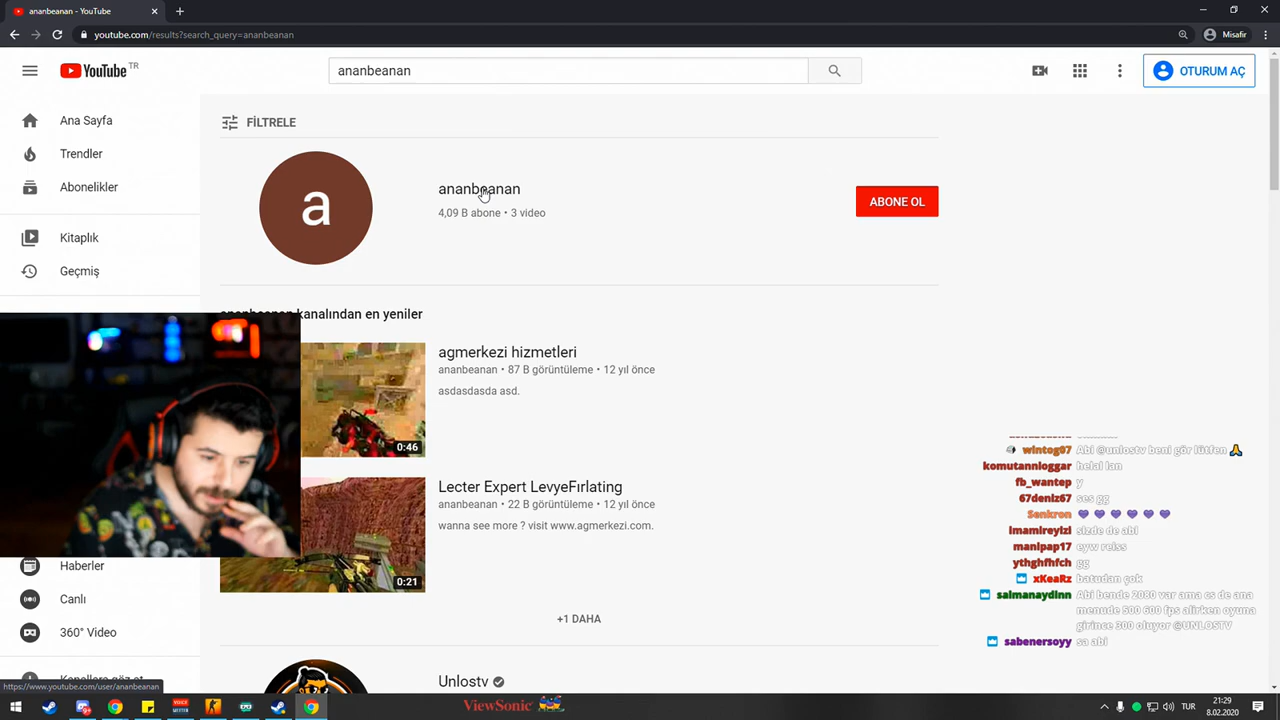 ananbeanan - YouTube
youtube.com/results?search_query=ananbeanan
Misafir
YouTube TR
ananbeanan
OTURUM AÇ
Ana Sayfa
Trendler
Abonelikler
Kitaplık
Geçmiş
Haberler
Canlı
360° Video
FİLTRELE
a
ananbeanan
4,09 B abone • 3 video
ABONE OL
ananbeanan kanalından en yeniler
0:46
agmerkezi hizmetleri
ananbeanan • 87 B görüntüleme • 12 yıl önce
asdasdasda asd.
0:21
Lecter Expert LevyeFırlating
ananbeanan • 22 B görüntüleme • 12 yıl önce
wanna see more ? visit www.agmerkezi.com.
+1 DAHA
Unlostv
wintog07 Abi @unlostv beni gör lütfen
komutannloggar helal lan
fb_wantep y
67deniz67 ses gg
Senkron
imamireyizi sizde de abi
manipap17 eyw reiss
ythghfhfch gg
xKeaRz batudan çok
salmanaydinn Abi bende 2080 var ama cs de ana
menude 500 600 fps alirken oyuna
girince 300 oluyor @UNLOSTV
sabenersoyy sa abi
https://www.youtube.com/user/ananbeanan
VOICE
ViewSonic
TUR
21:29
8.02.2020